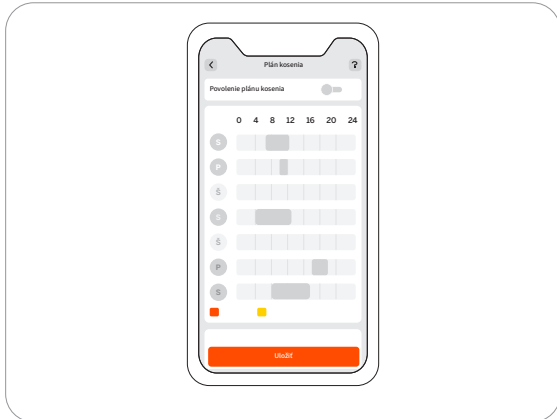 Plán kosenia ?
Povolenie plánu kosenia
0 4 8 12 16 20 24
S
P
Š
S
Š
P
S
Uložiť